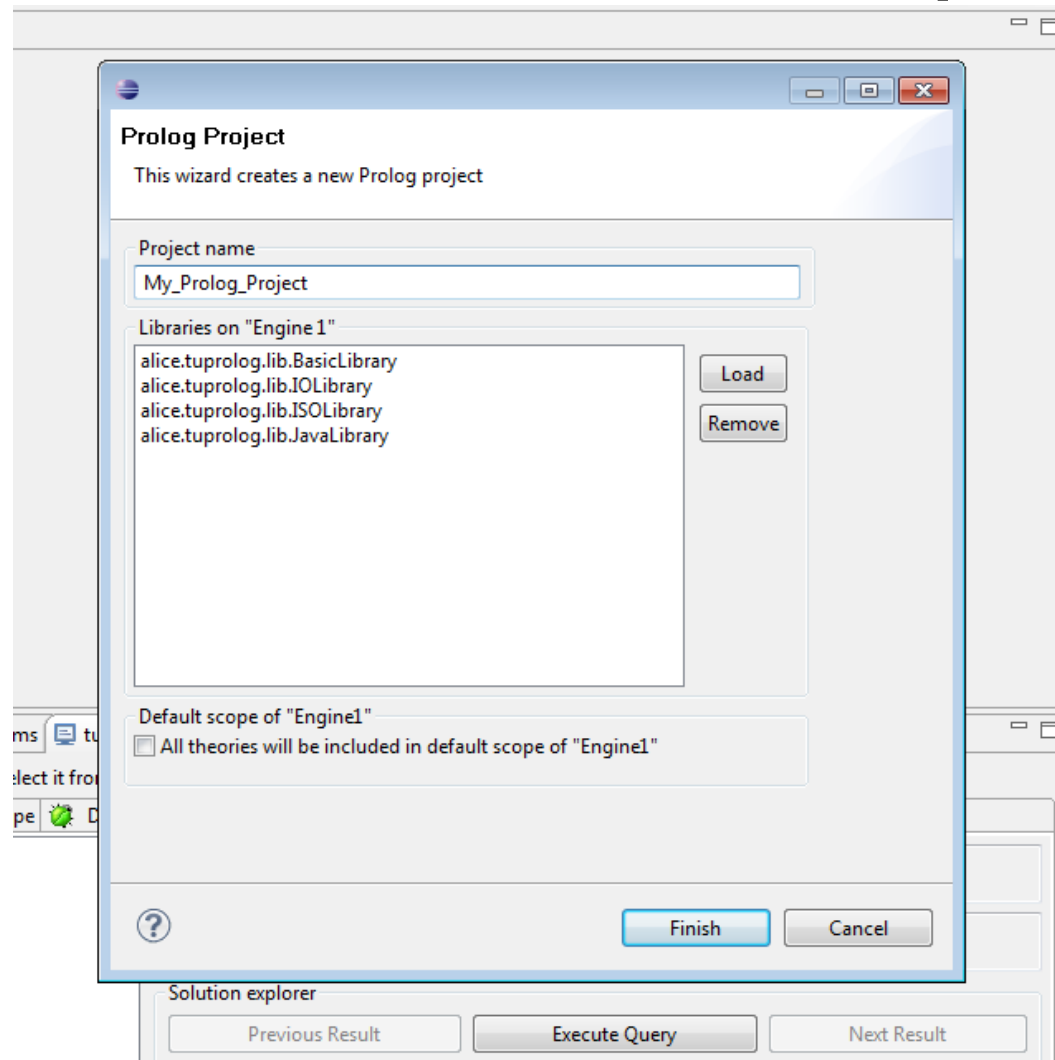 Prolog Project
This wizard creates a new Prolog project
Project name
My_Prolog_Project
Libraries on "Engine 1"
alice.tuprolog.lib.BasicLibrary
alice.tuprolog.lib.IOLibrary
alice.tuprolog.lib.ISOLibrary
alice.tuprolog.lib.JavaLibrary
Load
Remove
Default scope of "Engine1"
All theories will be included in default scope of "Engine1"
Finish
Cancel
Solution explorer
Previous Result
Execute Query
Next Result